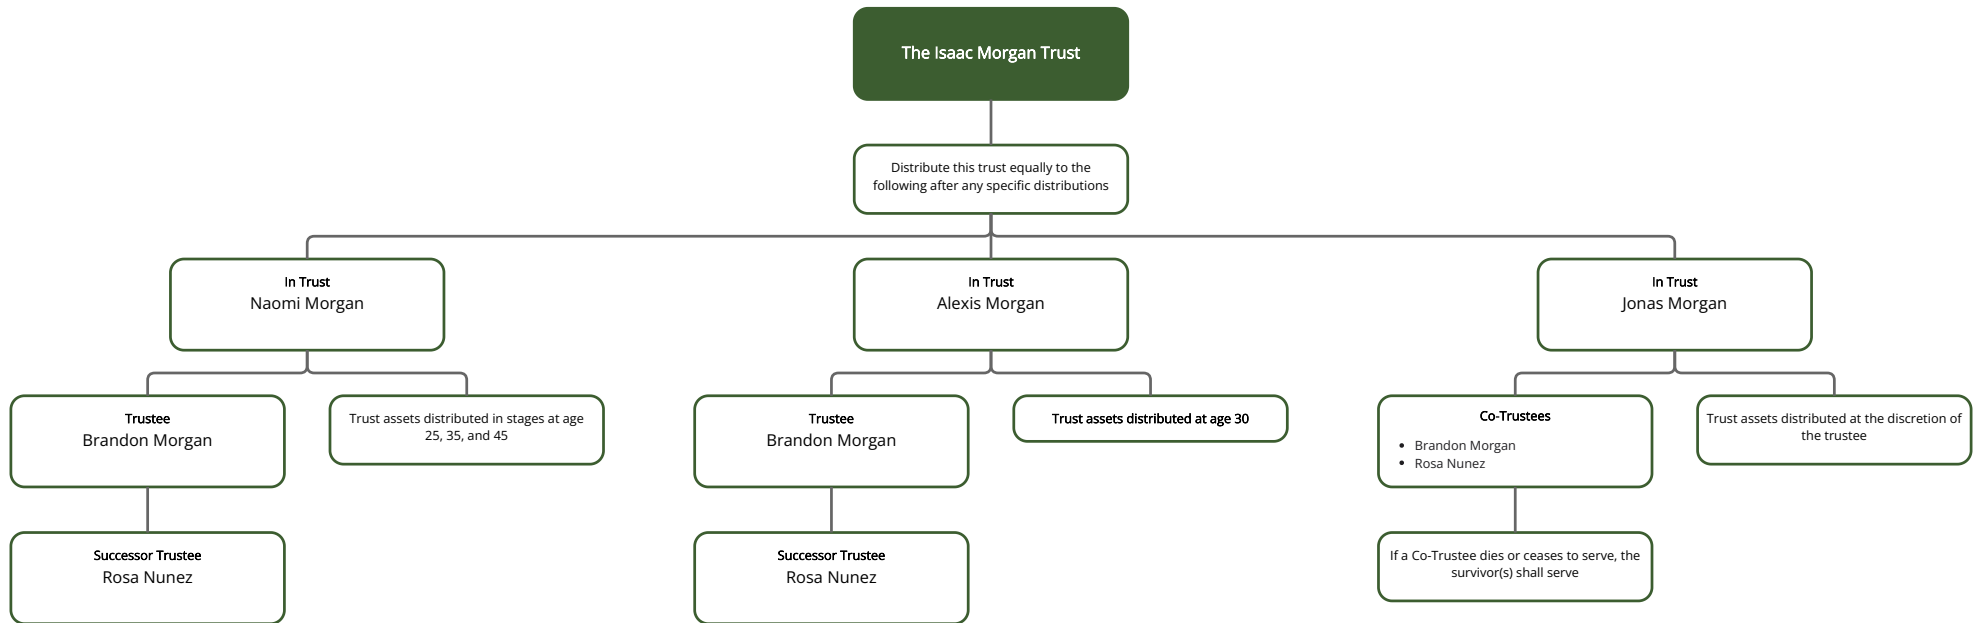 The Isaac Morgan Trust
Distribute this trust equally to the
following after any specific distributions
In Trust
Naomi Morgan
In Trust
Alexis Morgan
In Trust
Jonas Morgan
Trustee
Brandon Morgan
Trust assets distributed in stages at age
25, 35, and 45
Trustee
Brandon Morgan
Trust assets distributed at age 30
Co-Trustees
• Brandon Morgan
• Rosa Nunez
Trust assets distributed at the discretion of
the trustee
Successor Trustee
Rosa Nunez
Successor Trustee
Rosa Nunez
If a Co-Trustee dies or ceases to serve, the
survivor(s) shall serve